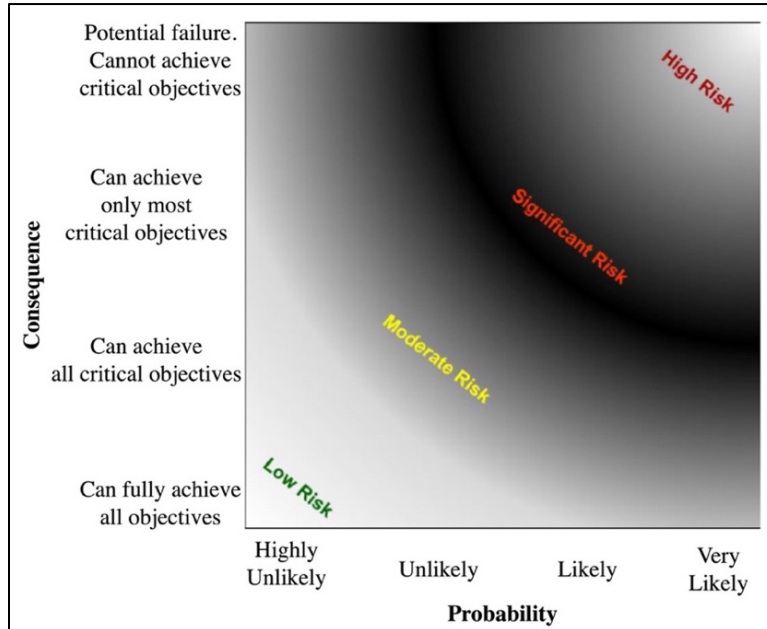 Potential failure.
Cannot achieve
critical objectives
High Risk
Can achieve
only most
critical objectives
Significant Risk
Consequence
Can achieve
all critical objectives
Moderate Risk
Can fully achieve
all objectives
Low Risk
Highly
Unlikely
Unlikely
Likely
Very
Likely
Probability